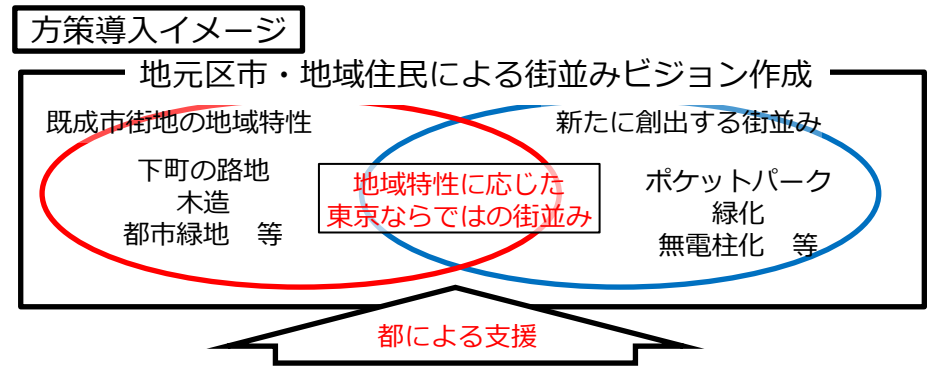 方策導入イメージ
地元区市・地域住民による街並みビジョン作成
既成市街地の地域特性
下町の路地
木造
都市緑地　等
地域特性に応じた
東京ならではの街並み
新たに創出する街並み
ポケットパーク
緑化
無電柱化　等
都による支援